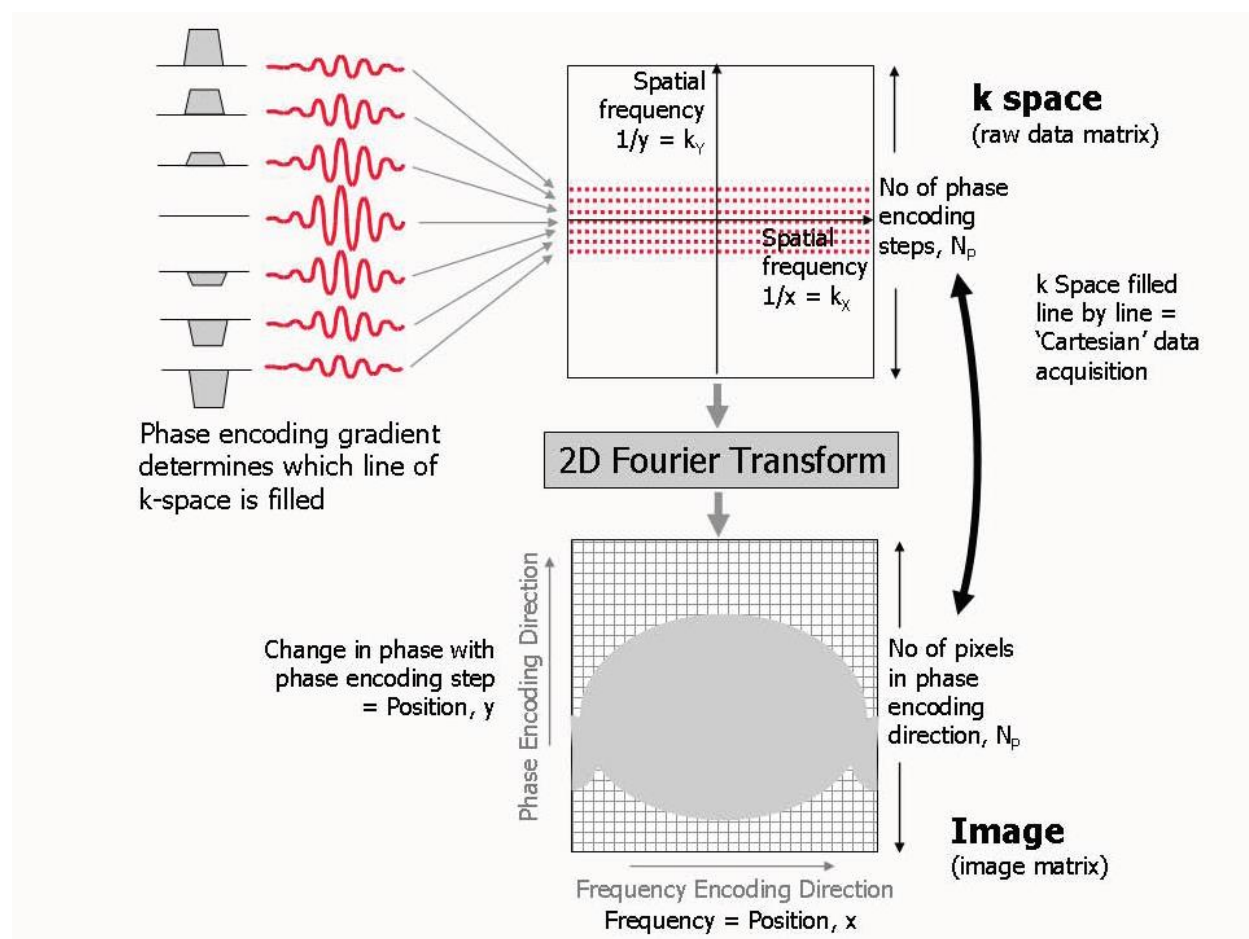 Spatial
frequency
1/y = kY
k space
(raw data matrix)
No of phase
encoding
steps, NP
Spatial
frequency
1/x = kX
k Space filled
line by line =
‘Cartesian’ data
acquisition
Phase encoding gradient
determines which line of
k-space is filled
2D Fourier Transform
Phase Encoding Direction
Change in phase with
phase encoding step
= Position, y
No of pixels
in phase
encoding
direction, NP
Image
(image matrix)
Frequency Encoding Direction
Frequency = Position, x